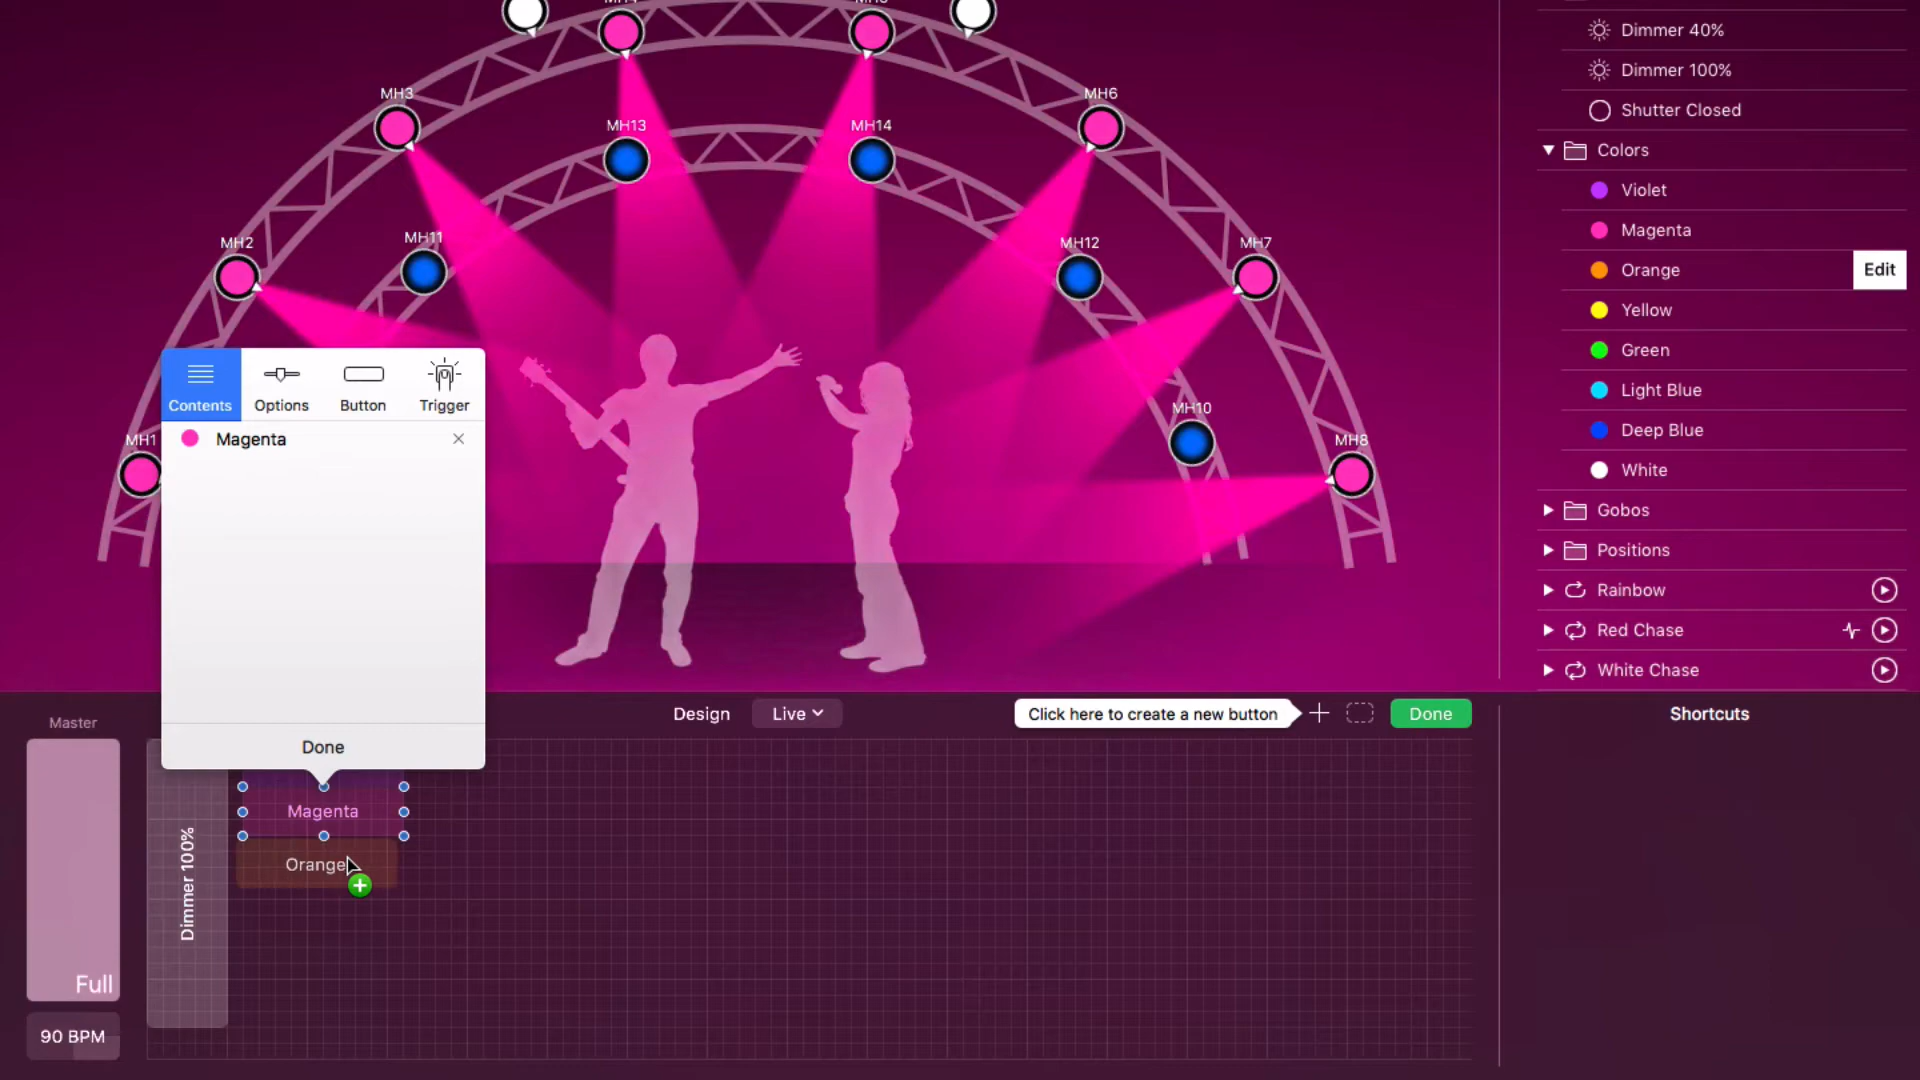 MH3
MH13
MH14
MH6
MH2
MH11
MH12
MH7
MH10
MH1
MH8
Contents
Options
Button
Trigger
Magenta
Done
Dimmer 40%
Dimmer 100%
Shutter Closed
Colors
Violet
Magenta
Orange
Edit
Yellow
Green
Light Blue
Deep Blue
White
Gobos
Positions
Rainbow
Red Chase
White Chase
Master
Design
Live
Click here to create a new button
Done
Shortcuts
Magenta
Orange
Dimmer 100%
Full
90 BPM